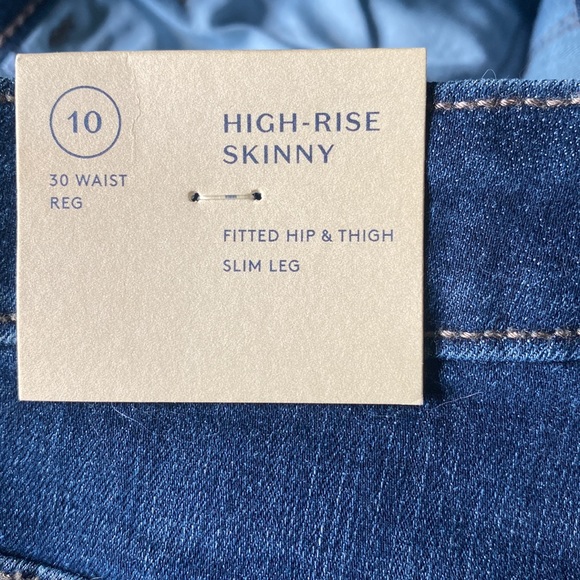 10
30 WAIST
REG
HIGH-RISE
SKINNY
FITTED HIP & THIGH
SLIM LEG